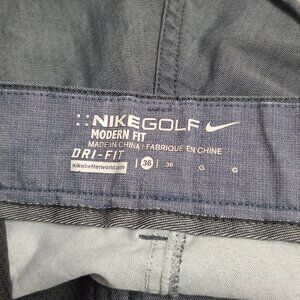 NIKEGOLF
MODERN FIT
MADE IN CHINA / FABRIQUE EN CHINE
DRI-FIT
nikebetterworld.com | 36 | 36 G G